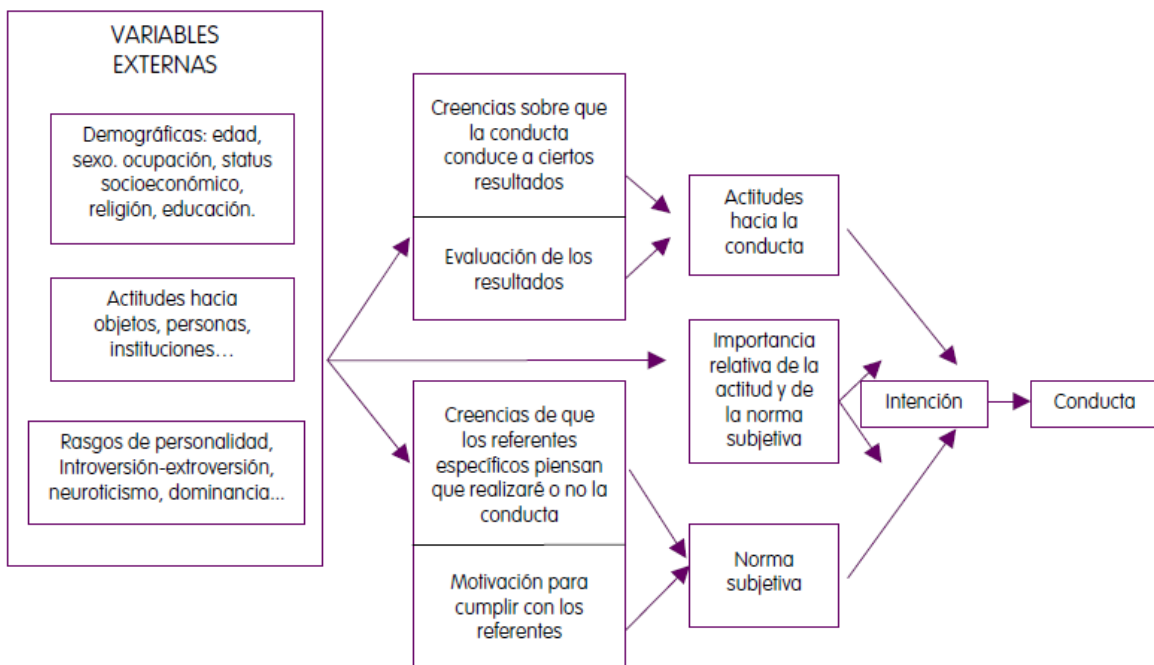 VARIABLES
EXTERNAS
Demográficas: edad,
sexo. ocupación, status
socioeconómico,
religión, educación.
Actitudes hacia
objetos, personas,
instituciones...
Rasgos de personalidad,
Introversión-extroversión,
neuroticismo, dominancia...
Creencias sobre que
la conducta
conduce a ciertos
resultados
Evaluación de los
resultados
Creencias de que
los referentes
específicos piensan
que realizaré o no la
conducta
Motivación para
cumplir con los
referentes
Actitudes
hacia la
conducta
Importancia
relativa de la
actitud y de
la norma
subjetiva
Norma
subjetiva
Intención
Conducta